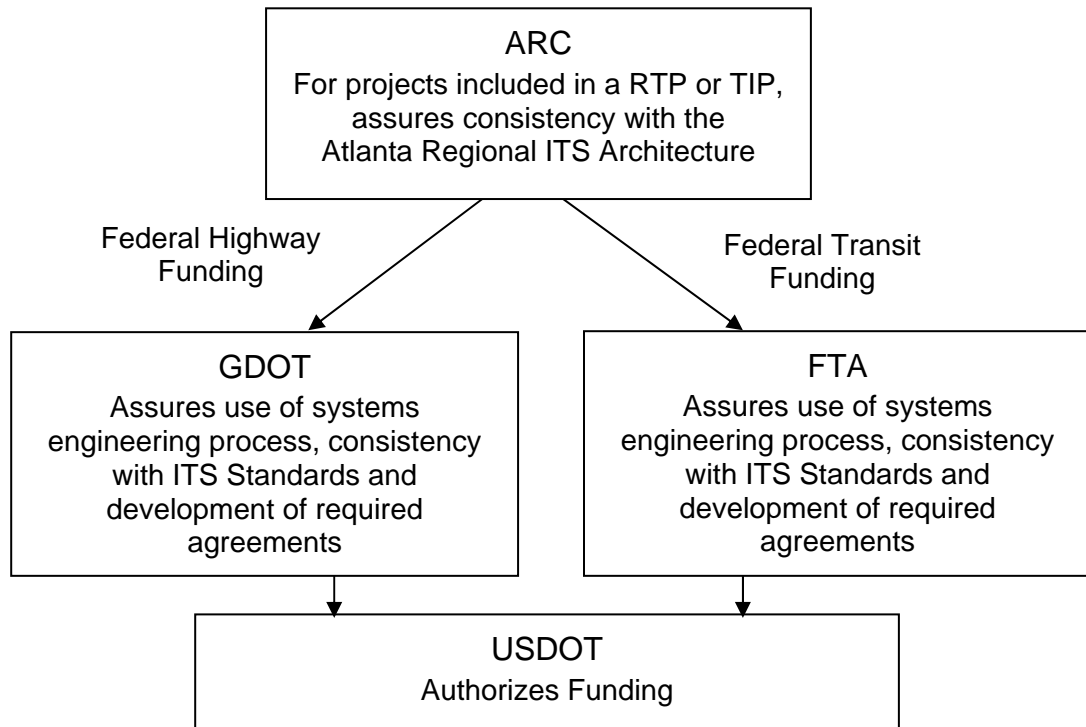 ARC
For projects included in a RTP or TIP,
assures consistency with the
Atlanta Regional ITS Architecture
Federal Highway
Funding
Federal Transit
Funding
GDOT
Assures use of systems
engineering process, consistency
with ITS Standards and
development of required
agreements
FTA
Assures use of systems
engineering process, consistency
with ITS Standards and
development of required
agreements
USDOT
Authorizes Funding